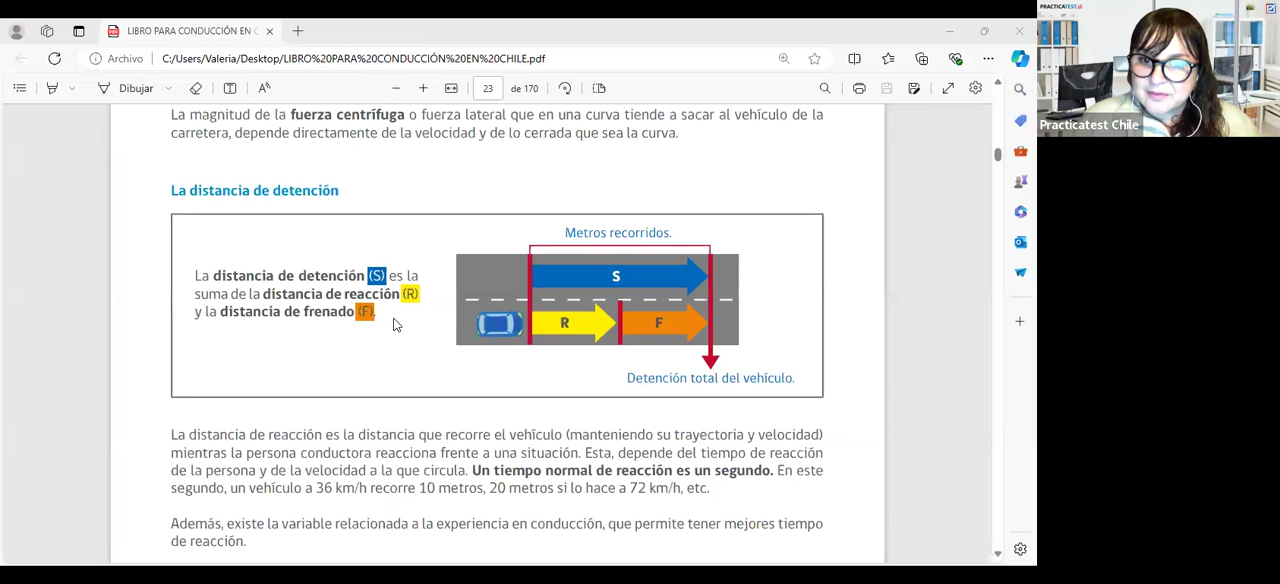 LIBRO PARA CONDUCCIÓN EN C
PRACTICATEST.cl
Archivo
C:/Users/Valeria/Desktop/LIBRO%20PARA%20CONDUCCIÓN%20EN%20CHILE.pdf
Dibujar
23
de 170
Practicatest Chile
La magnitud de la fuerza centrífuga o fuerza lateral que en una curva tiende a sacar al vehículo de la
carretera, depende directamente de la velocidad y de lo cerrada que sea la curva.
La distancia de detención
La distancia de detención (S) es la
suma de la distancia de reacción (R)
y la distancia de frenado (F).
Metros recorridos.
S
R
F
Detención total del vehículo.
La distancia de reacción es la distancia que recorre el vehículo (manteniendo su trayectoria y velocidad)
mientras la persona conductora reacciona frente a una situación. Esta, depende del tiempo de reacción
de la persona y de la velocidad a la que circula. Un tiempo normal de reacción es un segundo. En este
segundo, un vehículo a 36 km/h recorre 10 metros, 20 metros si lo hace a 72 km/h, etc.
Además, existe la variable relacionada a la experiencia en conducción, que permite tener mejores tiempo
de reacción.